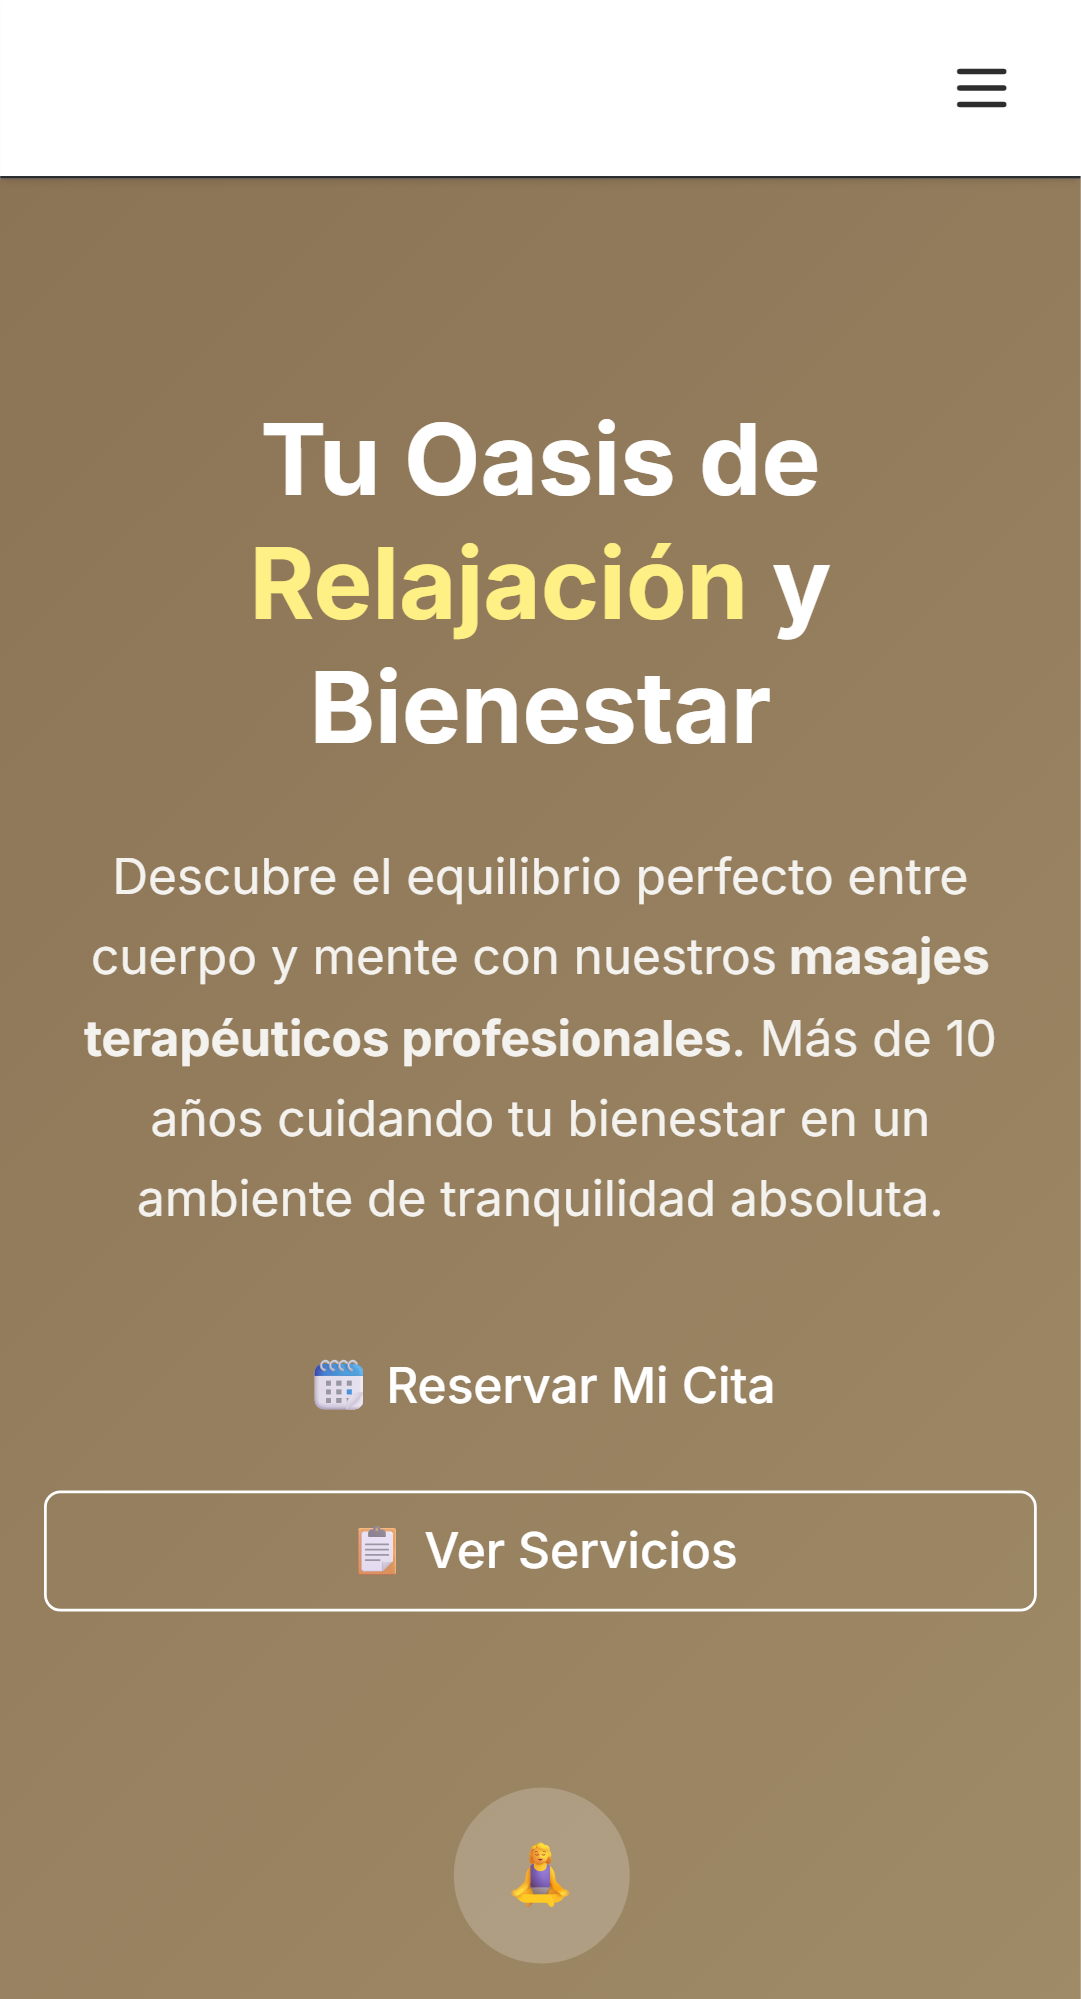 Tu Oasis de
Relajación y
Bienestar
Descubre el equilibrio perfecto entre
cuerpo y mente con nuestros masajes
terapéuticos profesionales. Más de 10
años cuidando tu bienestar en un
ambiente de tranquilidad absoluta.
Reservar Mi Cita
Ver Servicios